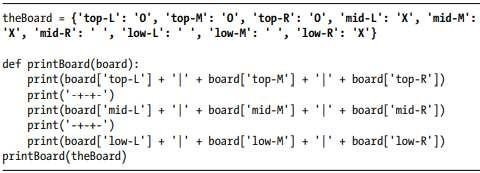 theBoard = {'top-L': 'O', 'top-M': 'O', 'top-R': 'O', 'mid-L': 'X', 'mid-M':
'X', 'mid-R': ' ', 'low-L': ' ', 'low-M': ' ', 'low-R': 'X'}
def printBoard(board):
    print(board['top-L'] + '|' + board['top-M'] + '|' + board['top-R'])
    print('-+-+-')
    print(board['mid-L'] + '|' + board['mid-M'] + '|' + board['mid-R'])
    print('-+-+-')
    print(board['low-L'] + '|' + board['low-M'] + '|' + board['low-R'])
printBoard(theBoard)